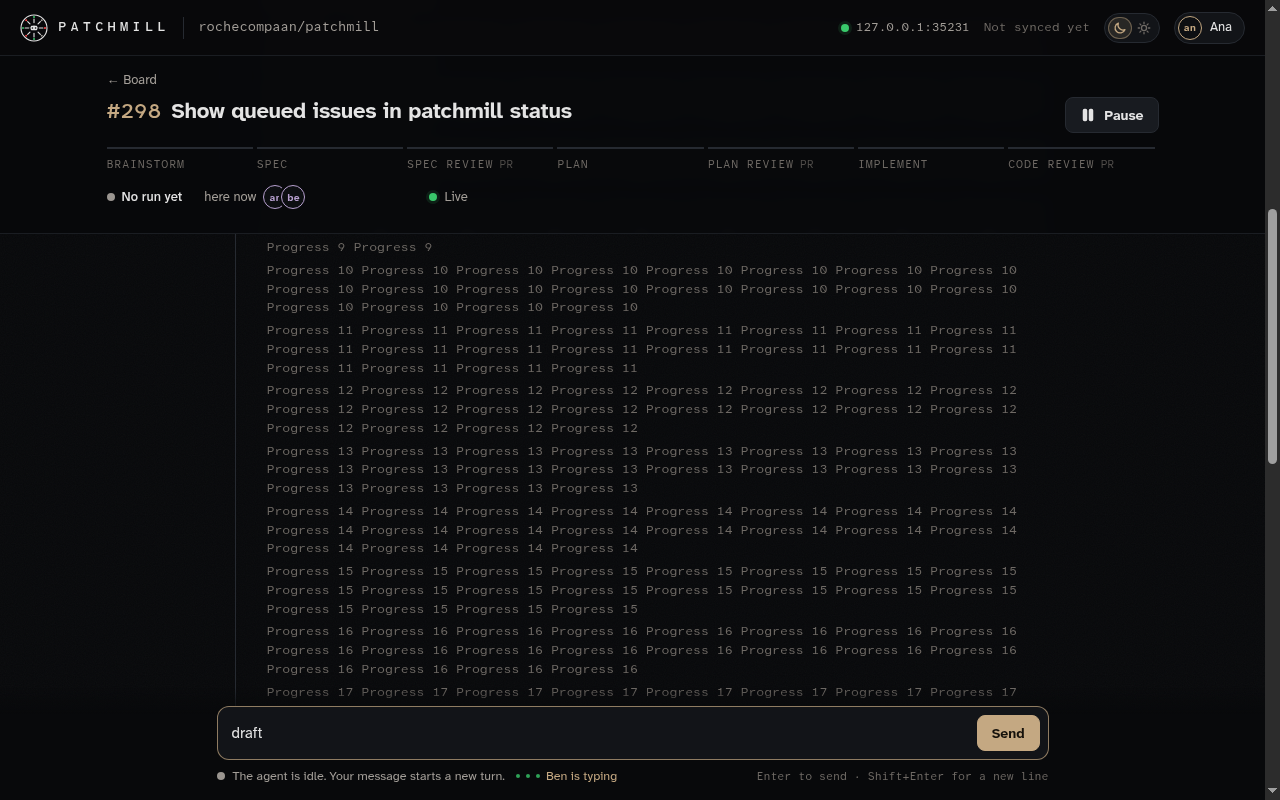 PATCHMILL
rochecompaan/patchmill
127.0.0.1:35231
Not synced yet
an
Ana
← Board
#298 Show queued issues in patchmill status
Pause
BRAINSTORM
SPEC
SPEC REVIEW PR
PLAN
PLAN REVIEW PR
IMPLEMENT
CODE REVIEW PR
No run yet
here now
be
Live
Progress 9 Progress 9
Progress 10 Progress 10 Progress 10 Progress 10 Progress 10 Progress 10 Progress 10 Progress 10
Progress 10 Progress 10 Progress 10 Progress 10 Progress 10 Progress 10 Progress 10 Progress 10
Progress 10 Progress 10 Progress 10 Progress 10
Progress 11 Progress 11 Progress 11 Progress 11 Progress 11 Progress 11 Progress 11 Progress 11
Progress 11 Progress 11 Progress 11 Progress 11 Progress 11 Progress 11 Progress 11 Progress 11
Progress 11 Progress 11 Progress 11 Progress 11
Progress 12 Progress 12 Progress 12 Progress 12 Progress 12 Progress 12 Progress 12 Progress 12
Progress 12 Progress 12 Progress 12 Progress 12 Progress 12 Progress 12 Progress 12 Progress 12
Progress 12 Progress 12 Progress 12 Progress 12
Progress 13 Progress 13 Progress 13 Progress 13 Progress 13 Progress 13 Progress 13 Progress 13
Progress 13 Progress 13 Progress 13 Progress 13 Progress 13 Progress 13 Progress 13 Progress 13
Progress 13 Progress 13 Progress 13 Progress 13
Progress 14 Progress 14 Progress 14 Progress 14 Progress 14 Progress 14 Progress 14 Progress 14
Progress 14 Progress 14 Progress 14 Progress 14 Progress 14 Progress 14 Progress 14 Progress 14
Progress 14 Progress 14 Progress 14 Progress 14
Progress 15 Progress 15 Progress 15 Progress 15 Progress 15 Progress 15 Progress 15 Progress 15
Progress 15 Progress 15 Progress 15 Progress 15 Progress 15 Progress 15 Progress 15 Progress 15
Progress 15 Progress 15 Progress 15 Progress 15
Progress 16 Progress 16 Progress 16 Progress 16 Progress 16 Progress 16 Progress 16 Progress 16
Progress 16 Progress 16 Progress 16 Progress 16 Progress 16 Progress 16 Progress 16 Progress 16
Progress 16 Progress 16 Progress 16 Progress 16
Progress 17 Progress 17 Progress 17 Progress 17 Progress 17 Progress 17 Progress 17 Progress 17
draft
Send
The agent is idle. Your message starts a new turn.
Ben is typing
Enter to send · Shift+Enter for a new line